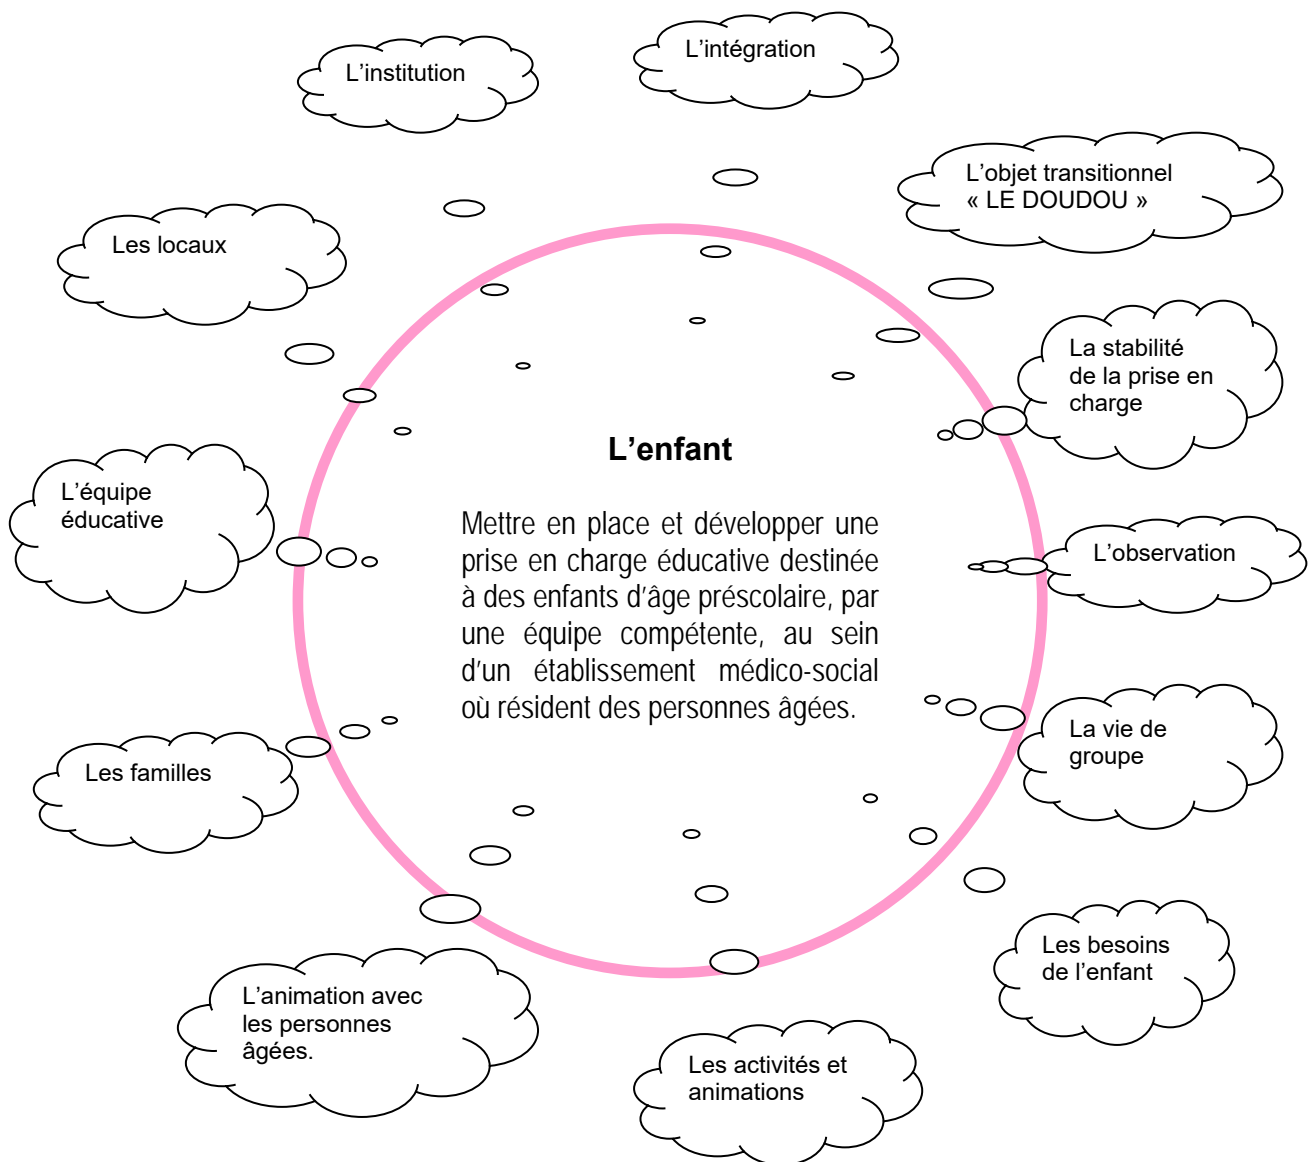 L'intégration
L'institution
L'objet transitionnel
« LE DOUDOU »
Les locaux
La stabilité
de la prise en
charge
L'enfant
L'équipe
éducative
Mettre en place et développer une
prise en charge éducative destinée
à des enfants d'âge préscolaire, par
une équipe compétente, au sein
d'un établissement médico-social
où résident des personnes âgées.
L'observation
La vie de
groupe
Les familles
Les besoins
de l'enfant
L'animation avec
les personnes
âgées.
Les activités et
animations